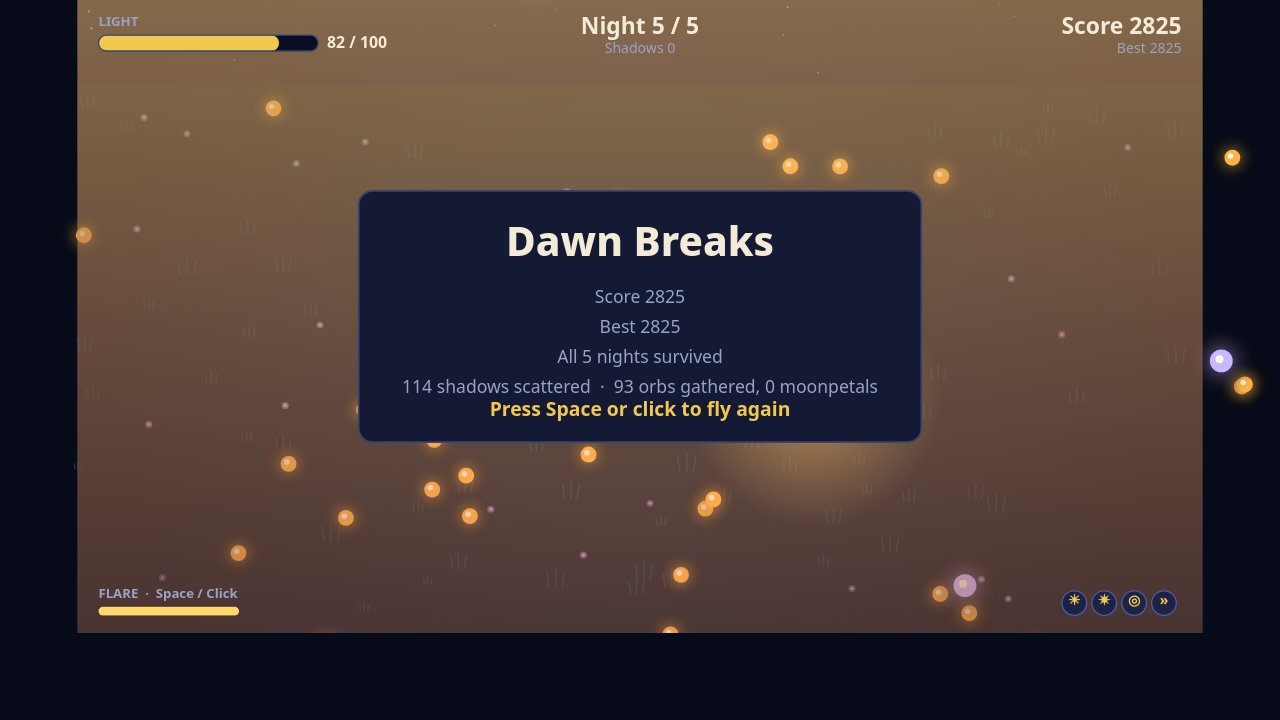 LIGHT
82 / 100
Night 5 / 5
Shadows 0
Score 2825
Best 2825
Dawn Breaks
Score 2825
Best 2825
All 5 nights survived
114 shadows scattered · 93 orbs gathered, 0 moonpetals
Press Space or click to fly again
FLARE · Space / Click